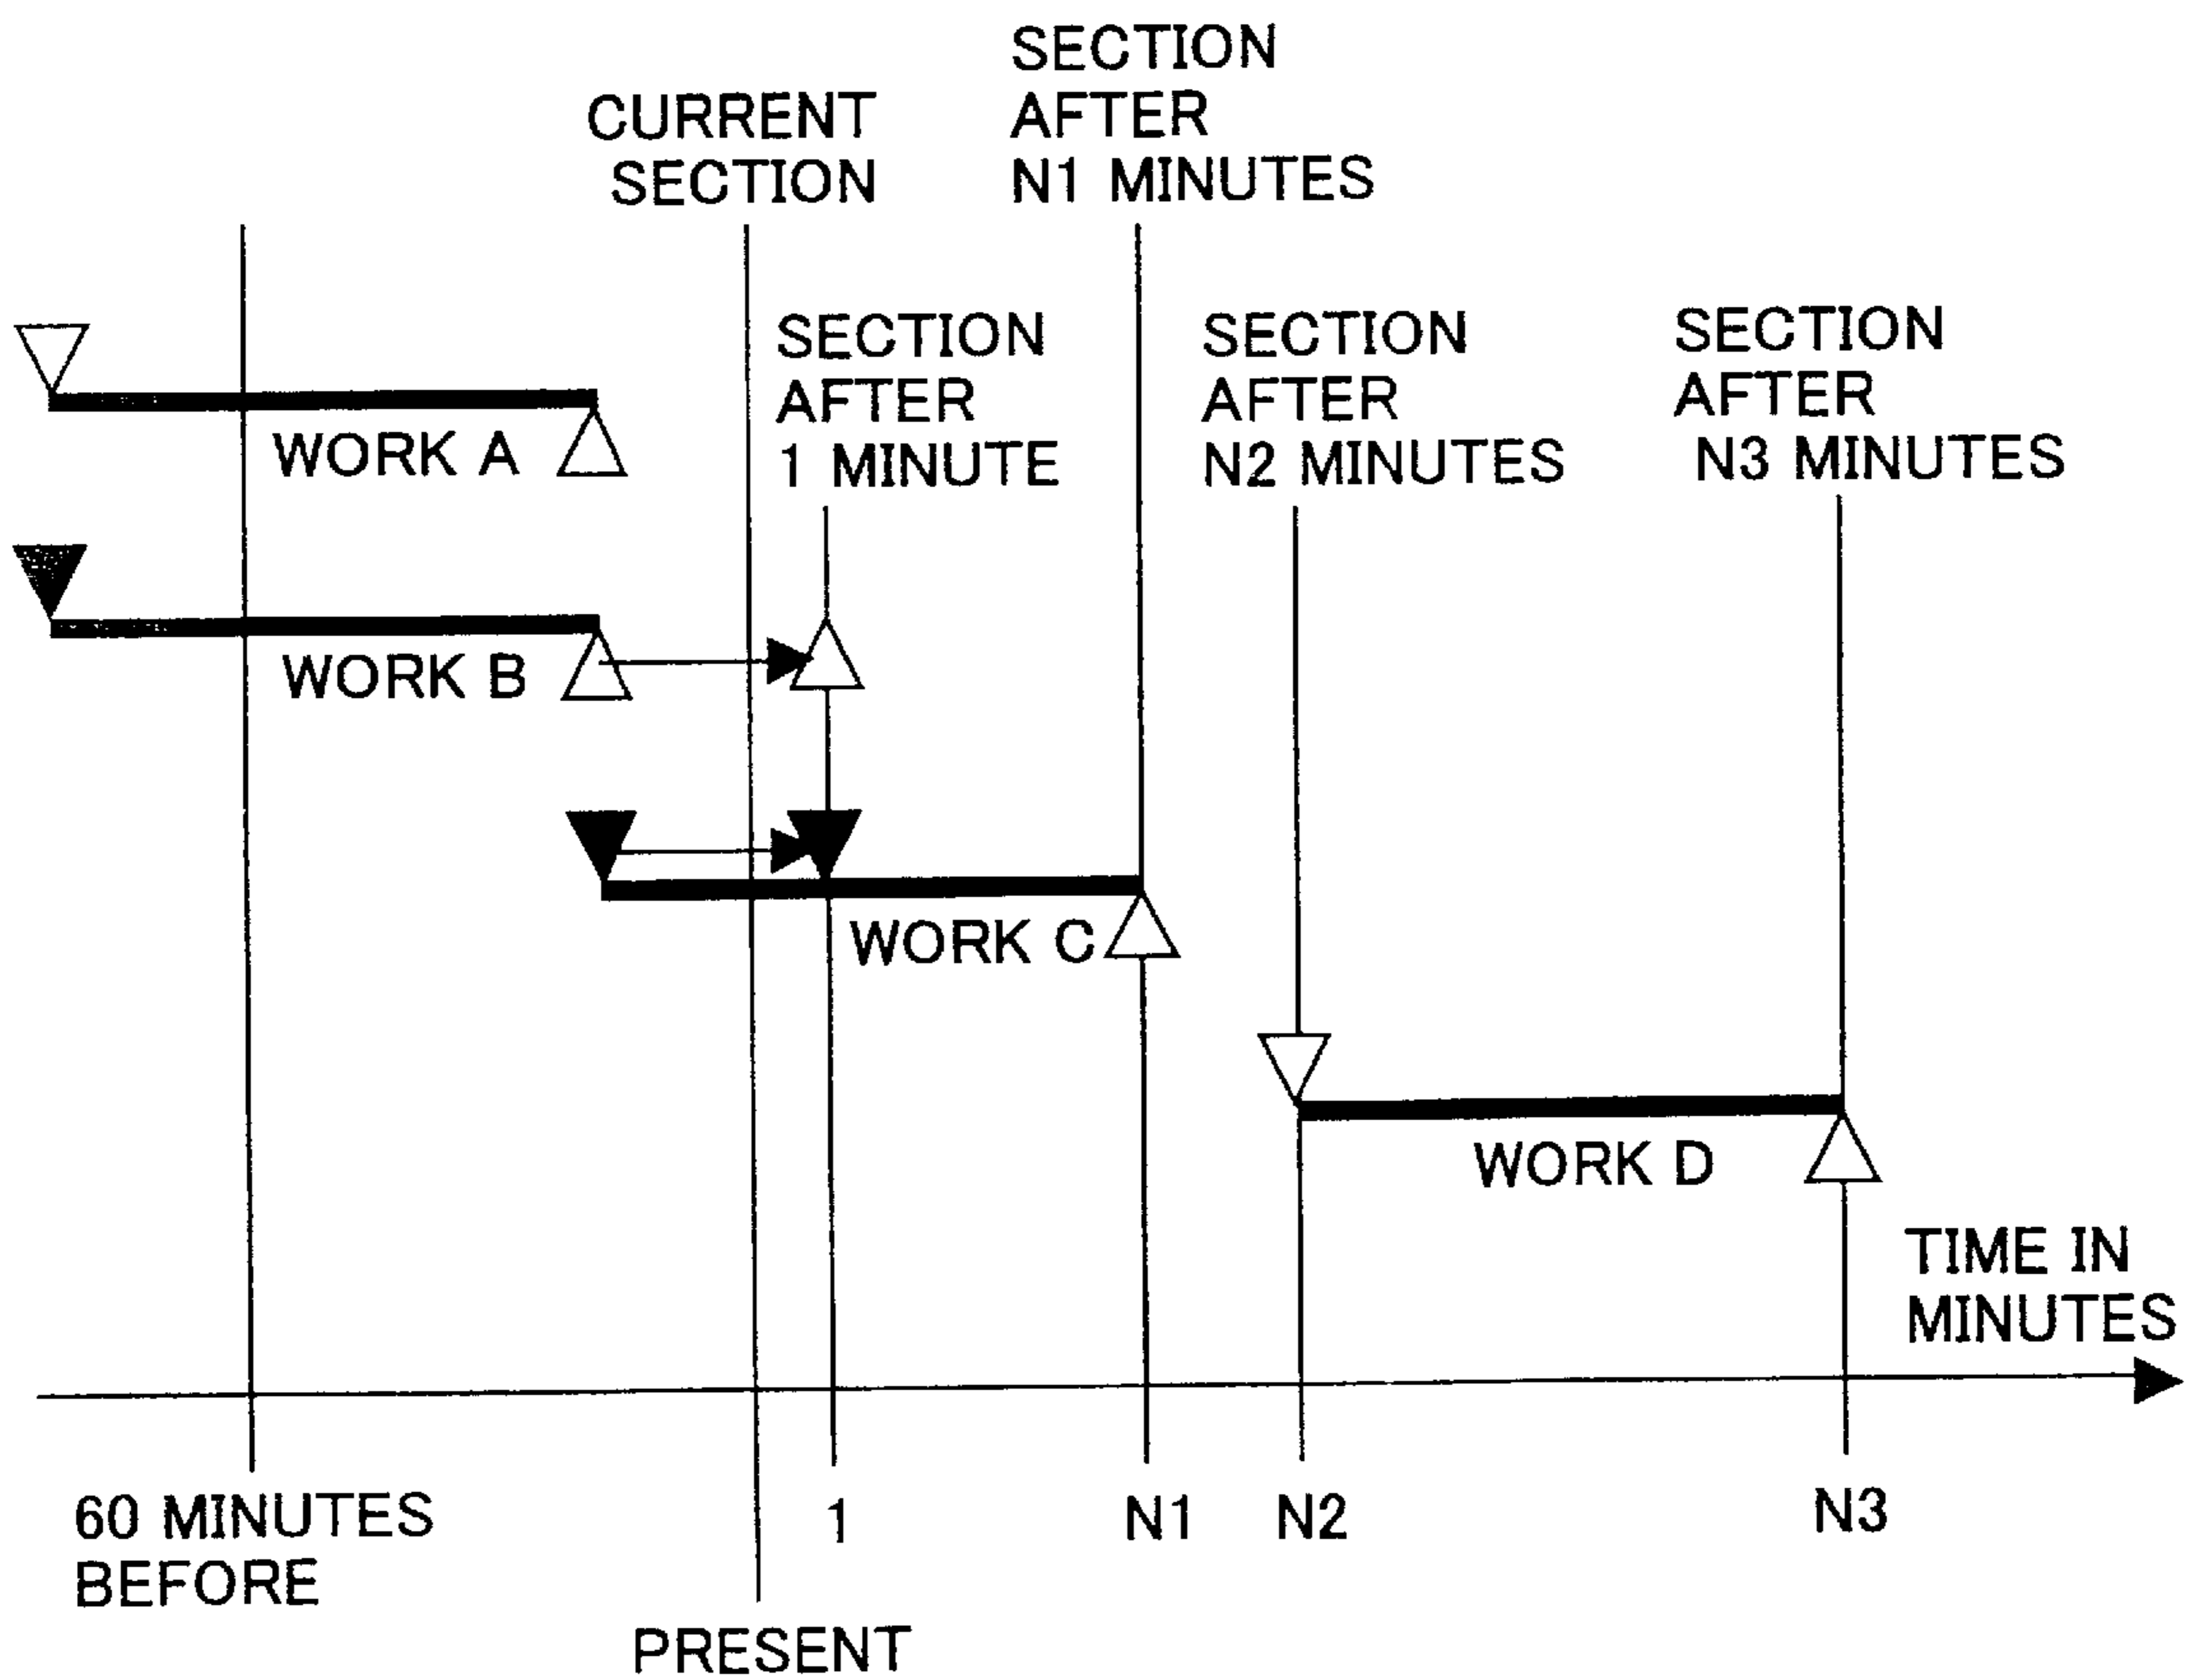 SECTION
AFTER
N1 MINUTES
CURRENT
SECTION
SECTION
AFTER
1 MINUTE
SECTION
AFTER
N2 MINUTES
SECTION
AFTER
N3 MINUTES
WORK A
WORK B
WORK C
WORK D
TIME IN
MINUTES
60 MINUTES
BEFORE
PRESENT
1
N1
N2
N3